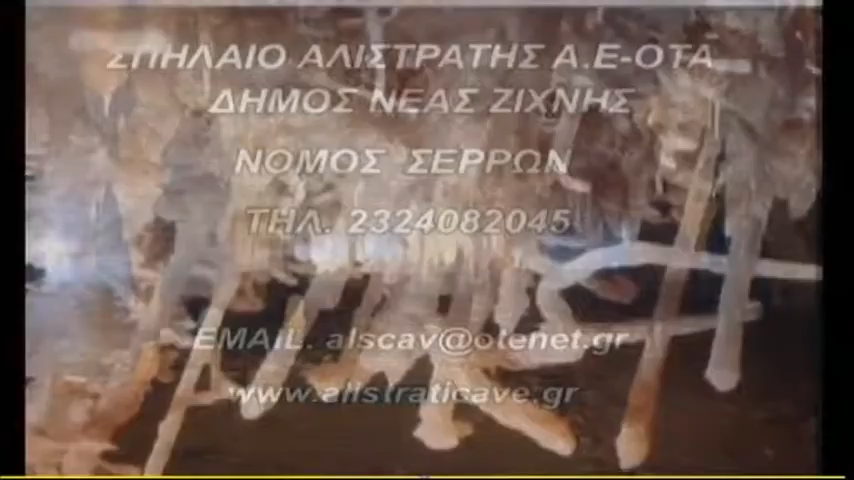 ΣΠΗΛΑΙΟ ΑΛΙΣΤΡΑΤΗΣ Α.Ε-ΟΤΑ
ΔΗΜΟΣ ΝΕΑΣ ΖΙΧΝΗΣ
ΝΟΜΟΣ ΣΕΡΡΩΝ
ΤΗΛ. 2324082045
EMAIL. alscav@otenet.gr
www.alistraticave.gr